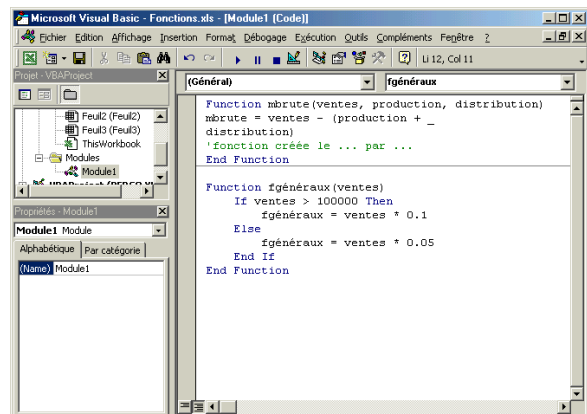 Microsoft Visual Basic - Fonctions.xls - [Module1 (Code)]
Fichier Edition Affichage Insertion Format Débogage Exécution Outils Compléments Fenêtre ?
Li 12, Col 11
Projet - VBAProject
Feuil2 (Feuil2)
Feuil3 (Feuil3)
ThisWorkbook
Modules
Module1
Propriétés - Module1
Module1 Module
Alphabétique Par catégorie
(Name) Module1
(Général) fgénéraux
Function mbrute(ventes, production, distribution)
mbrute = ventes - (production + _
distribution)
'fonction créée le ... par ...
End Function
Function fgénéraux(ventes)
If ventes > 100000 Then
fgénéraux = ventes * 0.1
Else
fgénéraux = ventes * 0.05
End If
End Function